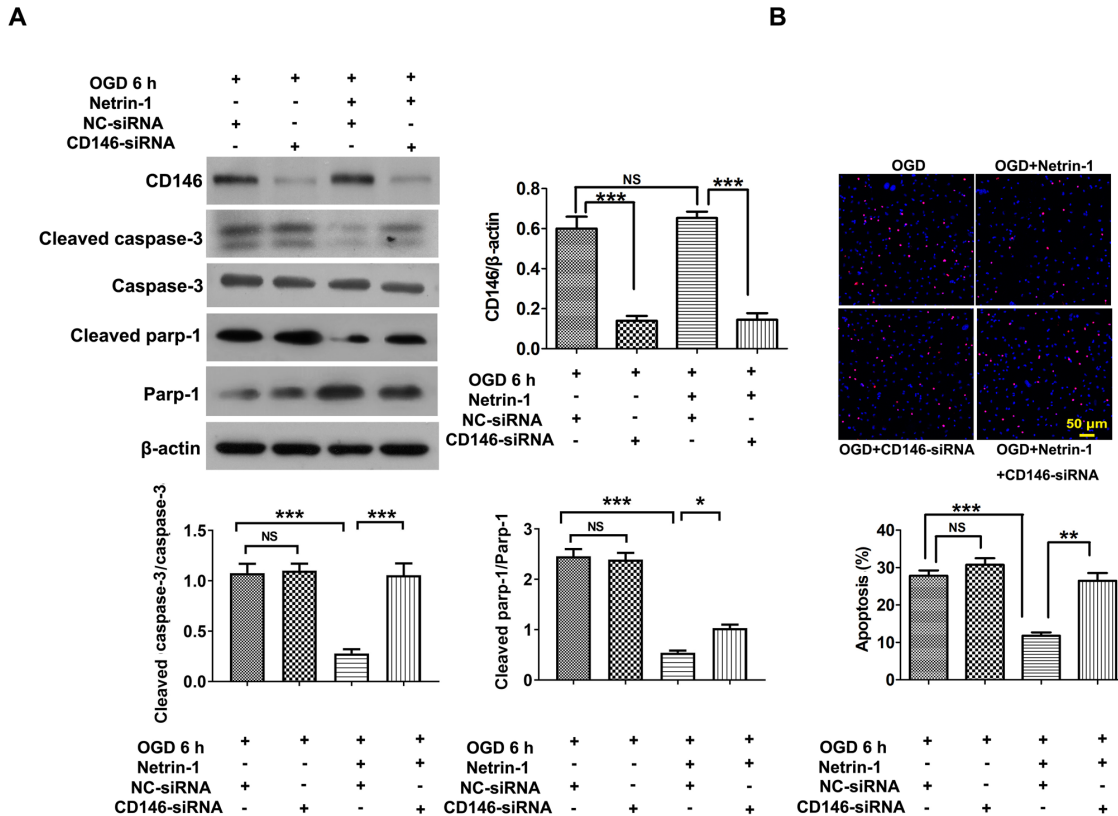 A
OGD 6 h + + + +
Netrin-1 - - + +
NC-siRNA + - + -
CD146-siRNA - + - +
CD146
Cleaved caspase-3
Caspase-3
Cleaved parp-1
Parp-1
β-actin
CD146/β-actin
0.8
0.6
0.4
0.2
0.0
NS
***
***
OGD 6 h + + + +
Netrin-1 - - + +
NC-siRNA + - + -
CD146-siRNA - + - +
B
OGD OGD+Netrin-1
50 μm
OGD+CD146-siRNA OGD+Netrin-1
+CD146-siRNA
Cleaved caspase-3/caspase-3
1.5
1.0
0.5
0.0
***
***
NS
OGD 6 h + + + +
Netrin-1 - - + +
NC-siRNA + - + -
CD146-siRNA - + - +
Cleaved parp-1/Parp-1
3
2
1
0
***
*
NS
OGD 6 h + + + +
Netrin-1 - - + +
NC-siRNA + - + -
CD146-siRNA - + - +
Apoptosis (%)
40
30
20
10
0
***
NS
**
OGD 6 h + + + +
Netrin-1 - - + +
NC-siRNA + - + -
CD146-siRNA - + - +